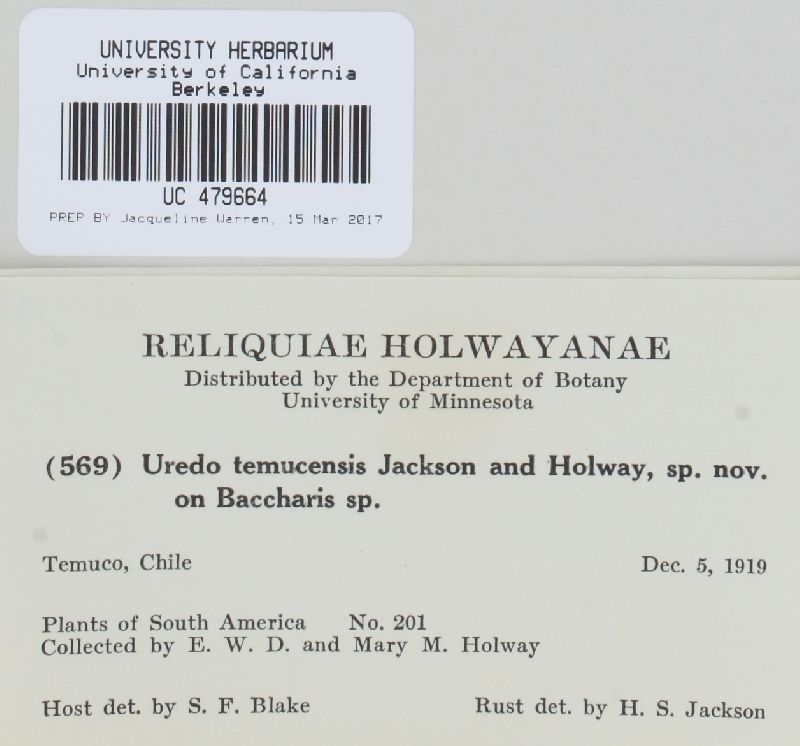 UNIVERSITY HERBARIUM
University of California
Berkeley
UC 479664
PREP BY Jacqueline Warren, 15 Mar 2017
RELIQUIAE HOLWAYANAE
Distributed by the Department of Botany
University of Minnesota
(569) Uredo temucensis Jackson and Holway, sp. nov.
on Baccharis sp.
Temuco, Chile Dec. 5, 1919
Plants of South America No. 201
Collected by E. W. D. and Mary M. Holway
Host det. by S. F. Blake Rust det. by H. S. Jackson